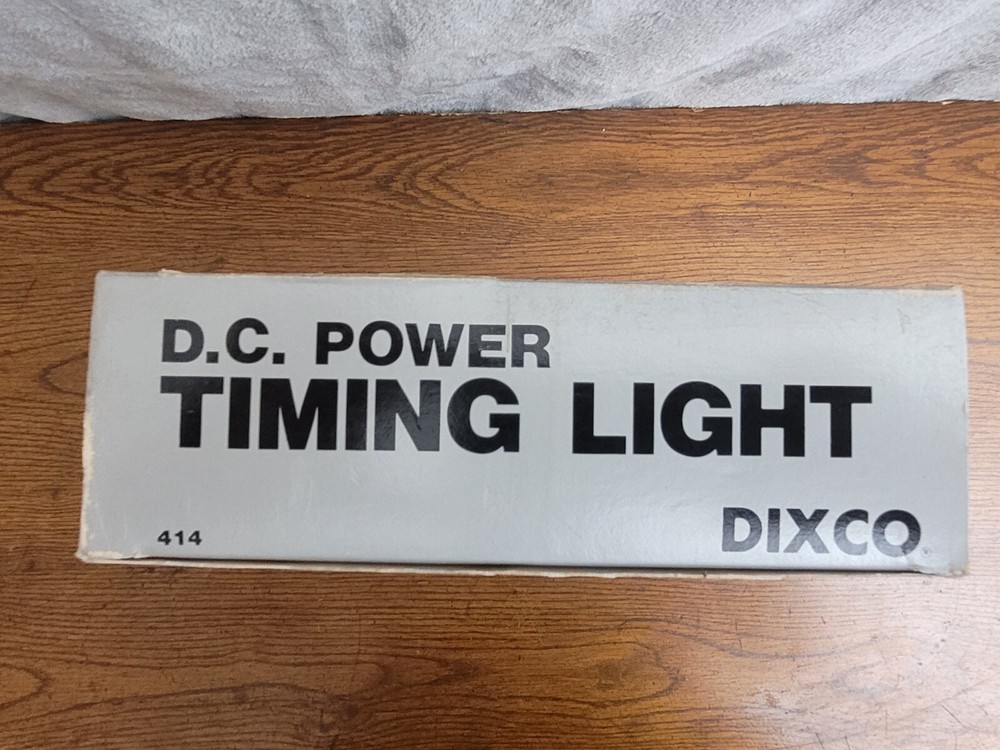 D.C. POWER
TIMING LIGHT
414
DIXCO®